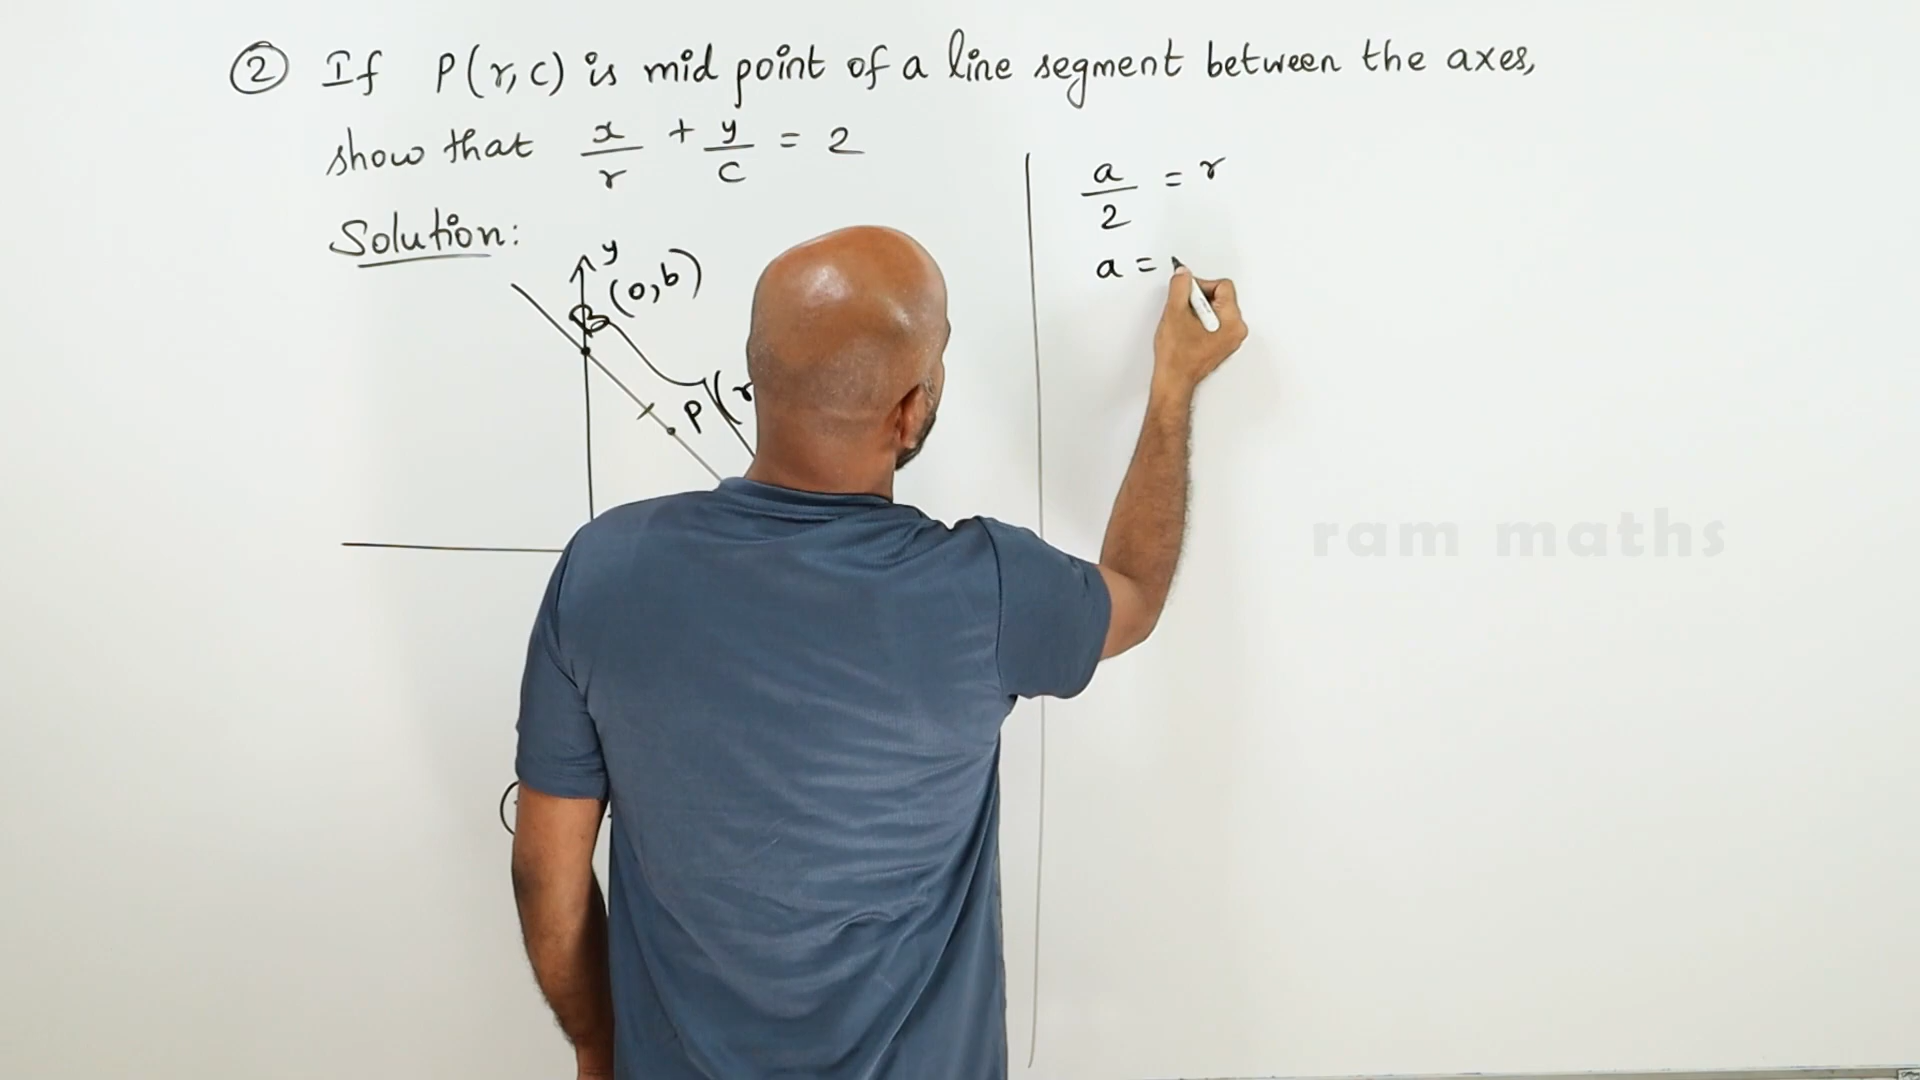 ② If P(r,c) is mid point of a line segment between the axes,
show that x/r + y/c = 2
Solution:
y
(0,b)
B
P(r
a/2 = r
a =
ram maths